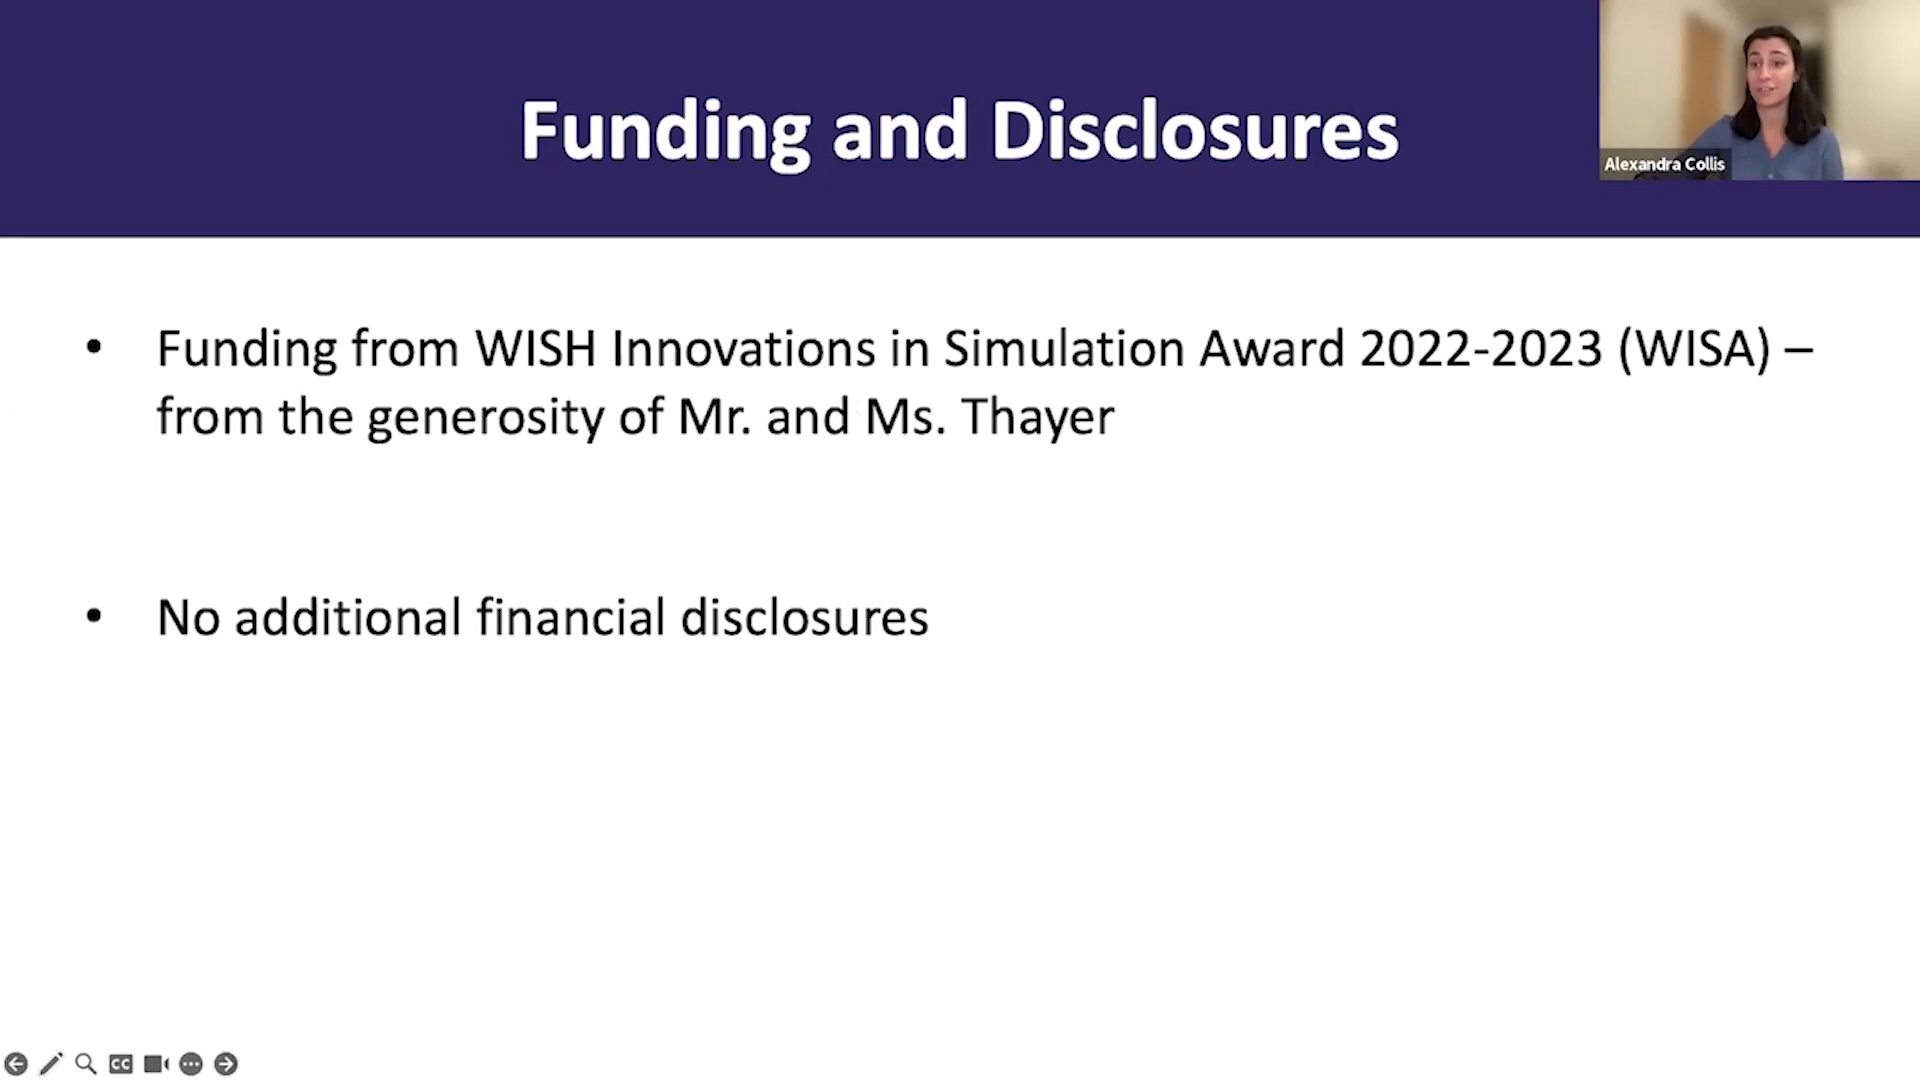 Funding and Disclosures
Alexandra Collis
• Funding from WISH Innovations in Simulation Award 2022-2023 (WISA) –
from the generosity of Mr. and Ms. Thayer
• No additional financial disclosures
CC